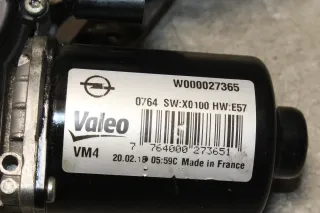 W000027365
0764 SW:X0100 HW:E57
Valeo
7 764000 273651
VM4
20.02.18 05:59C Made in France